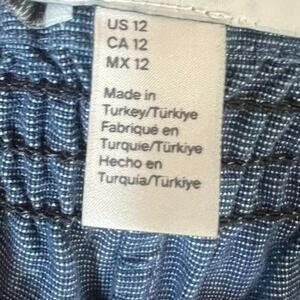 US 12
CA 12
MX 12
Made in
Turkey/Türkiye
Fabriqué en
Turquie/Türkiye
Hecho en
Turquía/Türkiye